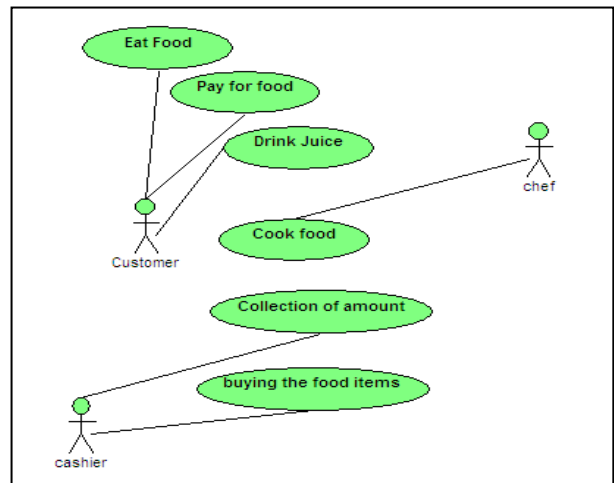 Eat Food
Pay for food
Drink Juice
chef
Cook food
Customer
Collection of amount
buying the food items
cashier